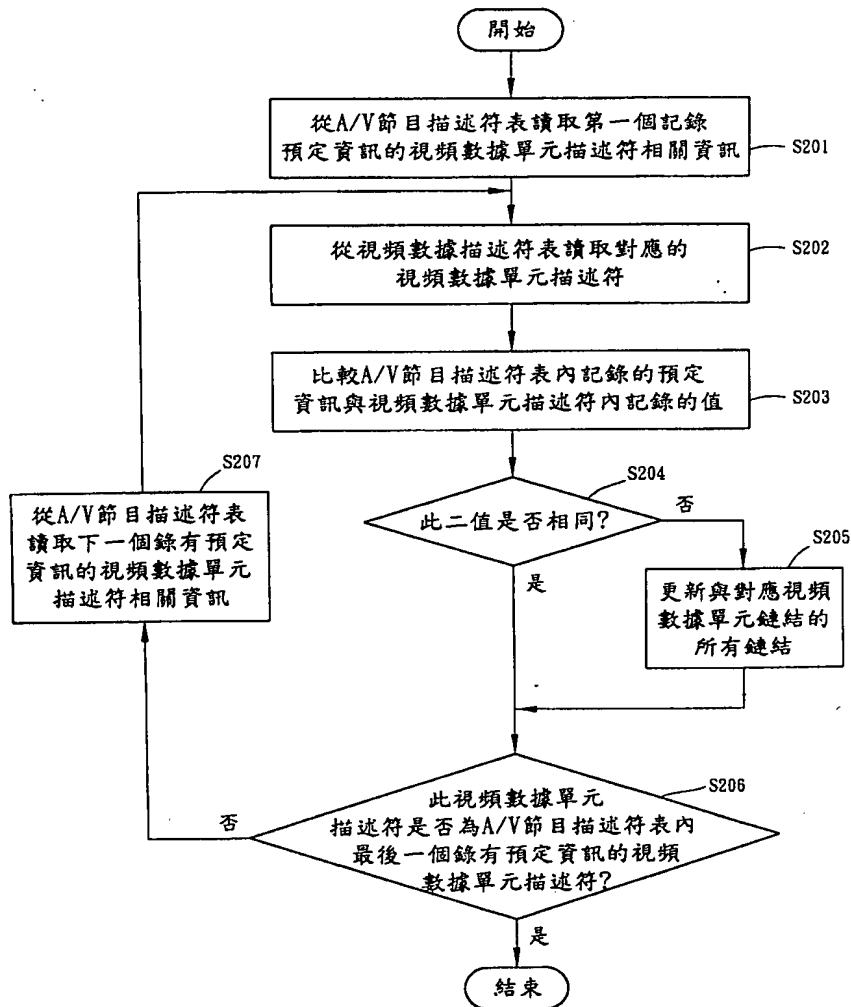 開始
從A/V節目描述符表讀取第一個記錄
預定資訊的視頻數據單元描述符相關資訊
S201
從視頻數據描述符表讀取對應的
視頻數據單元描述符
S202
比較A/V節目描述符表內記錄的預定
資訊與視頻數據單元描述符內記錄的值
S203
S207
從A/V節目描述符表
讀取下一個錄有預定
資訊的視頻數據單元
描述符相關資訊
S204
此二值是否相同?
否
是
S205
更新與對應視頻
數據單元鏈結的
所有鏈結
S206
此視頻數據單元
描述符是否為A/V節目描述符表內
最後一個錄有預定資訊的視頻
數據單元描述符?
否
是
結束